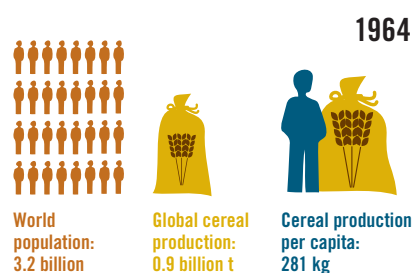 1964
World
population:
3.2 billion
Global cereal
production:
0.9 billion t
Cereal production
per capita:
281 kg